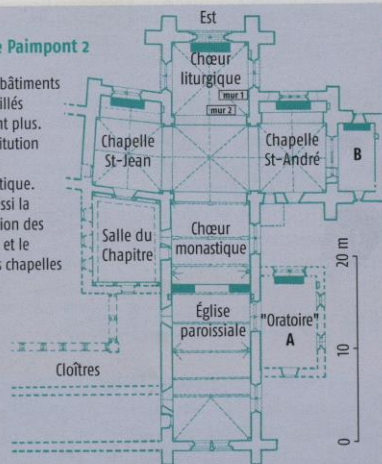 Est
e Paimpont 2
bâtiments
illés
nt plus.
itution
tique.
ssi la
ion des
et le
s chapelles
Chœur
liturgique
mur 1
mur 2
Chapelle
St-Jean
Chapelle
St-André
B
Salle du
Chapitre
Chœur
monastique
Église
paroissiale
"Oratoire"
A
Cloîtres
20 m
10
0